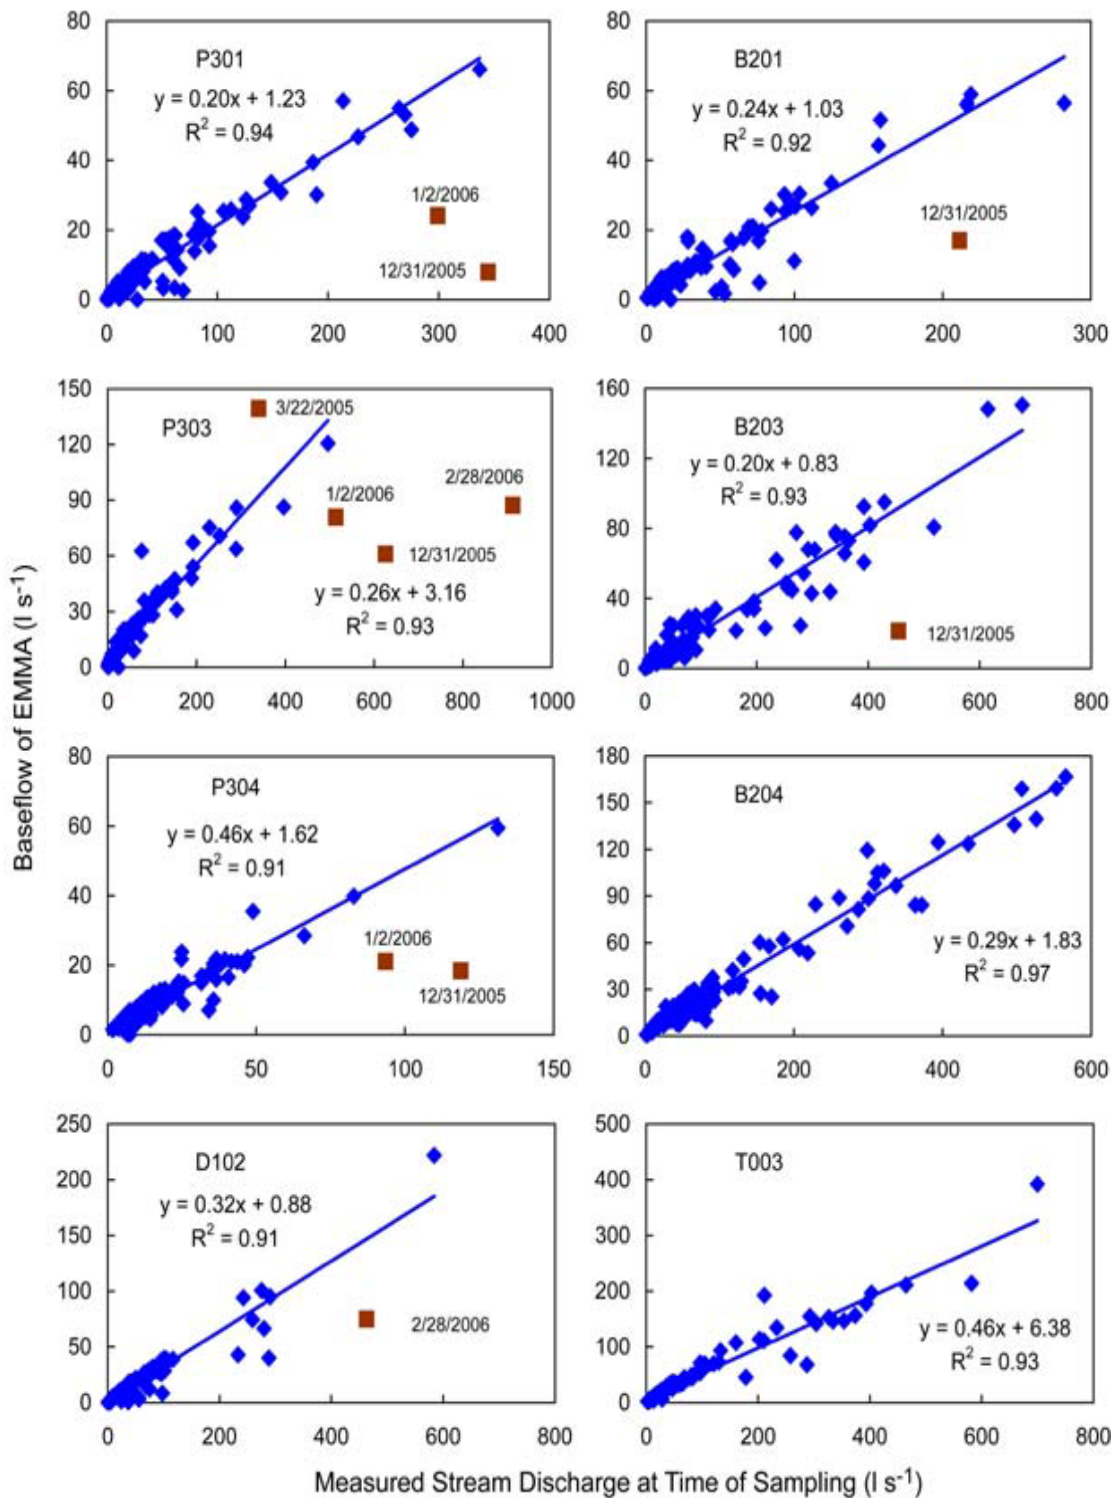 Baseflow of EMMA (l s⁻¹)
P301
y = 0.20x + 1.23
R² = 0.94
1/2/2006
12/31/2005
80
60
40
20
0
0 100 200 300 400
B201
y = 0.24x + 1.03
R² = 0.92
12/31/2005
80
60
40
20
0
0 100 200 300
P303
3/22/2005
1/2/2006
2/28/2006
12/31/2005
y = 0.26x + 3.16
R² = 0.93
150
120
90
60
30
0
0 200 400 600 800 1000
B203
y = 0.20x + 0.83
R² = 0.93
12/31/2005
160
120
80
40
0
0 200 400 600 800
P304
y = 0.46x + 1.62
R² = 0.91
1/2/2006
12/31/2005
80
60
40
20
0
0 50 100 150
B204
y = 0.29x + 1.83
R² = 0.97
180
150
120
90
60
30
0
0 200 400 600
D102
y = 0.32x + 0.88
R² = 0.91
2/28/2006
250
200
150
100
50
0
0 200 400 600 800
T003
y = 0.46x + 6.38
R² = 0.93
500
400
300
200
100
0
0 200 400 600 800
Measured Stream Discharge at Time of Sampling (l s⁻¹)